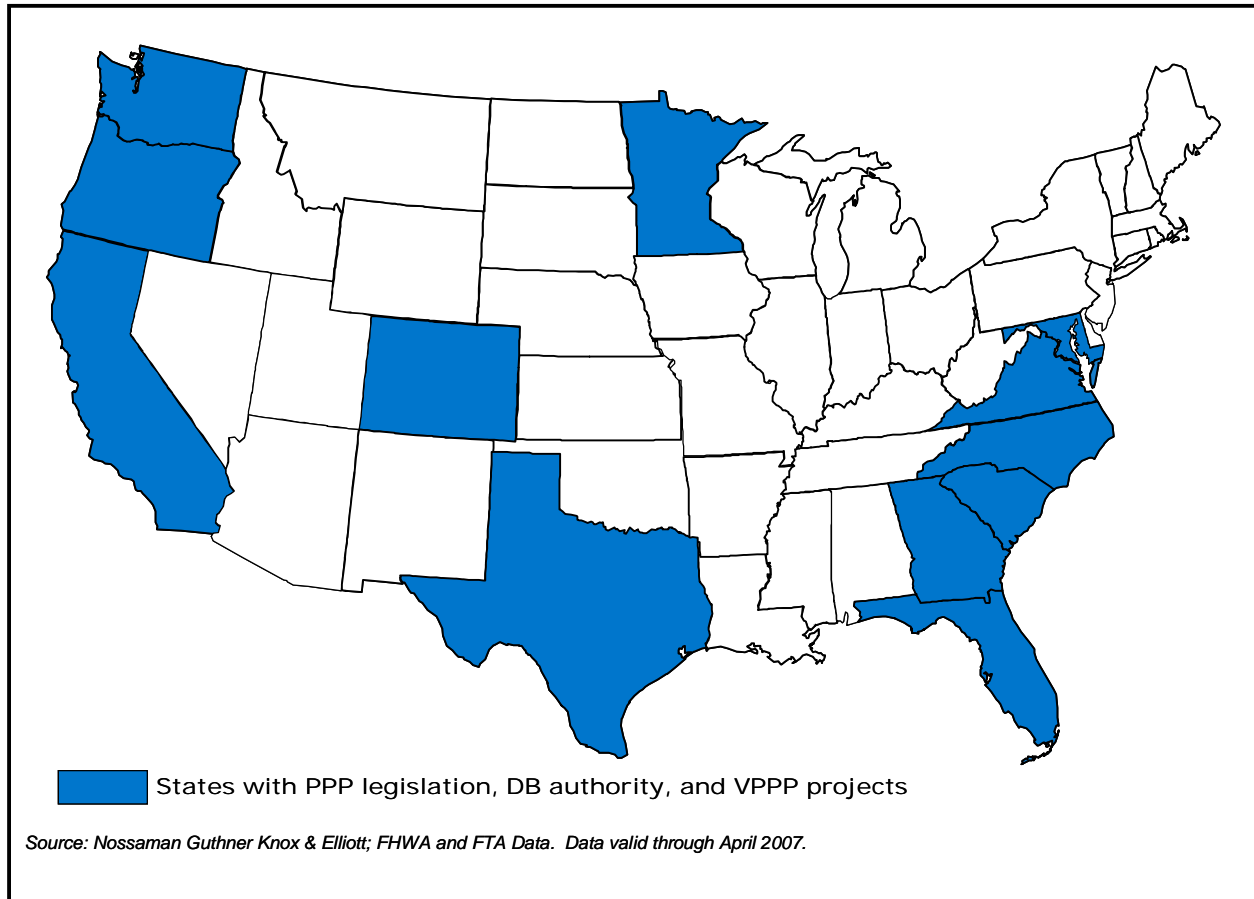 States with PPP legislation, DB authority, and VPPP projects
Source: Nossaman Guthner Knox & Elliott; FHWA and FTA Data.  Data valid through April 2007.